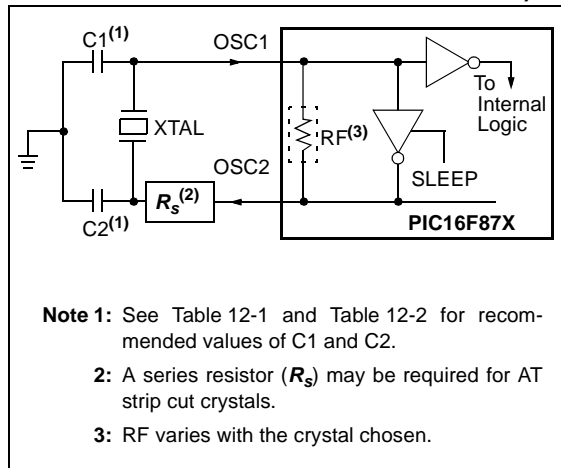 C1(1)
OSC1
To
Internal
Logic
XTAL
RF(3)
OSC2
SLEEP
C2(1)
Rs(2)
PIC16F87X
Note 1: See Table 12-1 and Table 12-2 for recom-
mended values of C1 and C2.
2: A series resistor (Rs) may be required for AT
strip cut crystals.
3: RF varies with the crystal chosen.